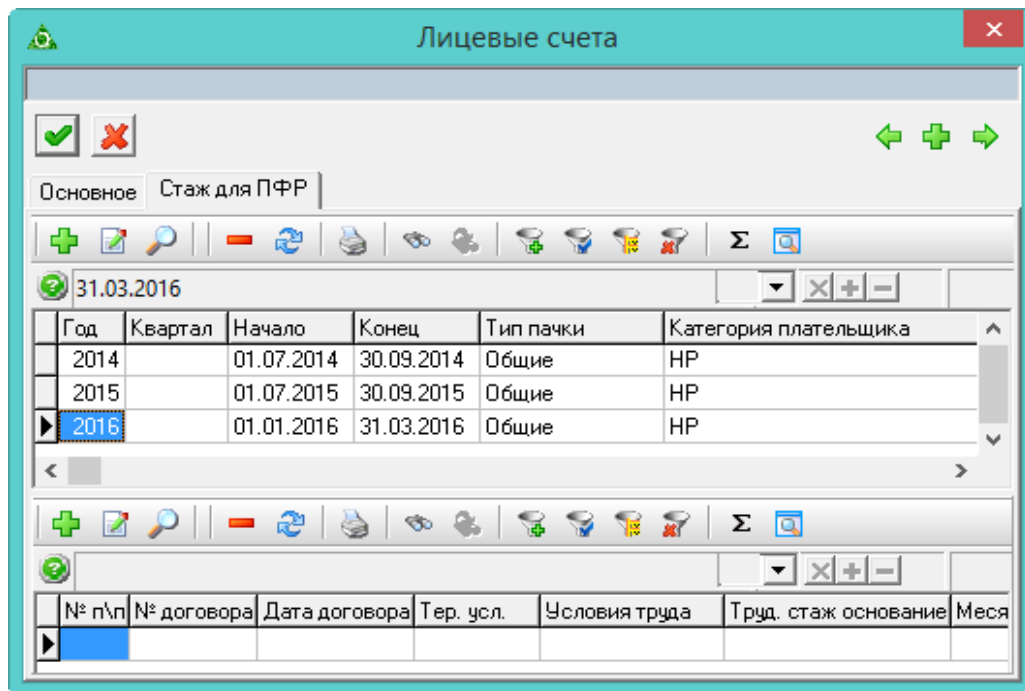 Лицевые счета
Основное Стаж для ПФР
Σ
31.03.2016
Год Квартал Начало Конец Тип пачки Категория плательщика
2014 01.07.2014 30.09.2014 Общие НР
2015 01.07.2015 30.09.2015 Общие НР
2016 01.01.2016 31.03.2016 Общие НР
Σ
№ п\п № договора Дата договора Тер. усл. Условия труда Труд. стаж основание Меся